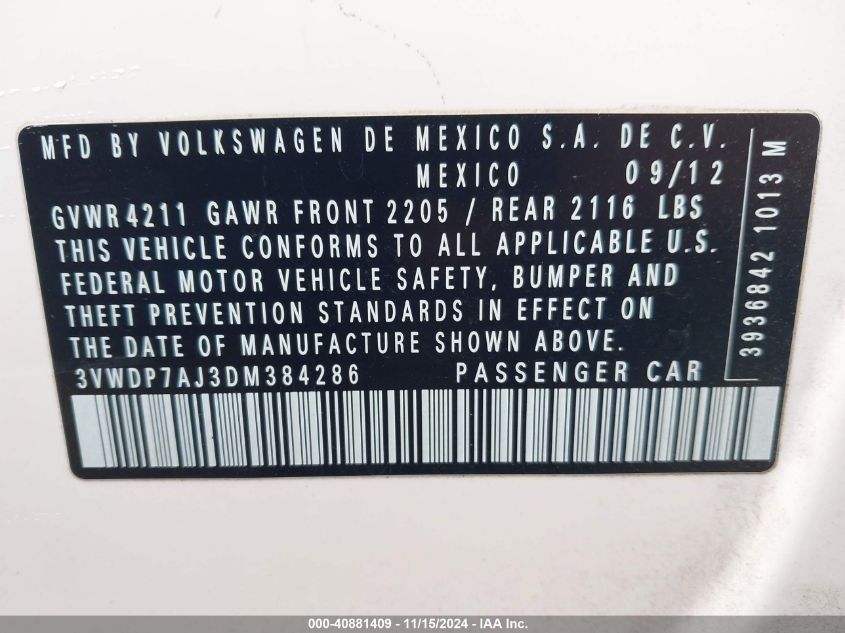 MFD BY VOLKSWAGEN DE MEXICO S.A. DE C.V.
MEXICO 09/12
GVWR 4211 GAWR FRONT 2205 / REAR 2116 LBS
THIS VEHICLE CONFORMS TO ALL APPLICABLE U.S.
FEDERAL MOTOR VEHICLE SAFETY, BUMPER AND
THEFT PREVENTION STANDARDS IN EFFECT ON
THE DATE OF MANUFACTURE SHOWN ABOVE.
3VWDP7AJ3DM384286 PASSENGER CAR
3936842 1013 M
000-40881409 - 11/15/2024 - IAA Inc.